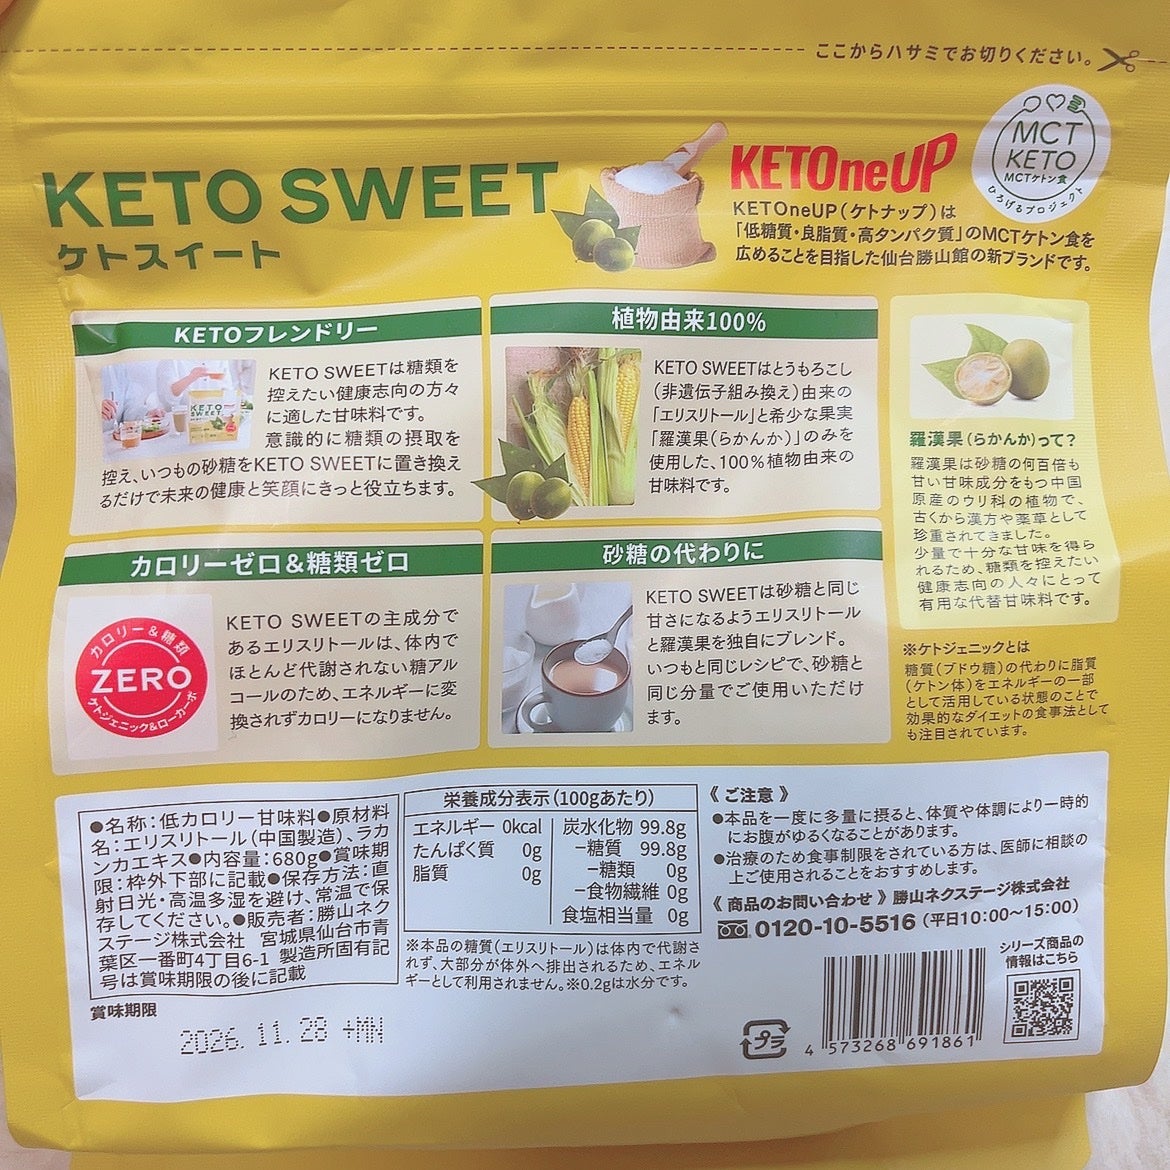 ここからハサミでお切りください。
KETO SWEET
ケトスイート
KETOneUP
KETOneUP(ケトナップ)は
「低糖質・良脂質・高タンパク質」のMCTケトン食を
広めることを目指した仙台勝山館の新ブランドです。
MCT
KETO
MCTケトン食
ひろげるプロジェクト
KETOフレンドリー
KETO SWEETは糖類を
控えたい健康志向の方々
に適した甘味料です。
意識的に糖類の摂取を
控え、いつもの砂糖をKETO SWEETに置き換え
るだけで未来の健康と笑顔にきっと役立ちます。
KETO
SWEET
植物由来100%
KETO SWEETはとうもろこし
(非遺伝子組み換え)由来の
「エリスリトール」と希少な果実
「羅漢果(らかんか)」のみを
使用した、100%植物由来の
甘味料です。
羅漢果(らかんか)って?
羅漢果は砂糖の何百倍も
甘い甘味成分をもつ中国
原産のウリ科の植物で、
古くから漢方や薬草として
珍重されてきました。
少量で十分な甘味を得ら
れるため、糖類を控えたい
健康志向の人々にとって
有用な代替甘味料です。
カロリーゼロ&糖類ゼロ
カロリー&糖類
ZERO
ケトジェニック&ローカーボ
KETO SWEETの主成分で
あるエリスリトールは、体内で
ほとんど代謝されない糖アル
コールのため、エネルギーに変
換されずカロリーになりません。
砂糖の代わりに
KETO SWEETは砂糖と同じ
甘さになるようエリスリトール
と羅漢果を独自にブレンド。
いつもと同じレシピで、砂糖と
同じ分量でご使用いただけ
ます。
※ケトジェニックとは
糖質(ブドウ糖)の代わりに脂質
(ケトン体)をエネルギーの一部
として活用している状態のことで
効果的なダイエットの食事法として
も注目されています。
●名称:低カロリー甘味料●原材料
名:エリスリトール(中国製造)、ラカ
ンカエキス●内容量:680g●賞味期
限:枠外下部に記載●保存方法:直
射日光・高温多湿を避け、常温で保
存してください。●販売者:勝山ネク
ステージ株式会社 宮城県仙台市青
葉区一番町4丁目6-1 製造所固有記
号は賞味期限の後に記載
賞味期限
2026. 11. 28 +MN
栄養成分表示(100gあたり)
エネルギー 0kcal
たんぱく質 0g
脂質 0g
炭水化物 99.8g
-糖質 99.8g
-糖類 0g
-食物繊維 0g
食塩相当量 0g
※本品の糖質(エリスリトール)は体内で代謝さ
れず、大部分が体外へ排出されるため、エネル
ギーとして利用されません。※0.2gは水分です。
《 ご注意 》
●本品を一度に多量に摂ると、体質や体調により一時的
にお腹がゆるくなることがあります。
●治療のため食事制限をされている方は、医師に相談の
上ご使用されることをおすすめします。
《 商品のお問い合わせ 》勝山ネクステージ株式会社
0120-10-5516 (平日10:00〜15:00)
シリーズ商品の
情報はこちら
プラ
4 573268 691861